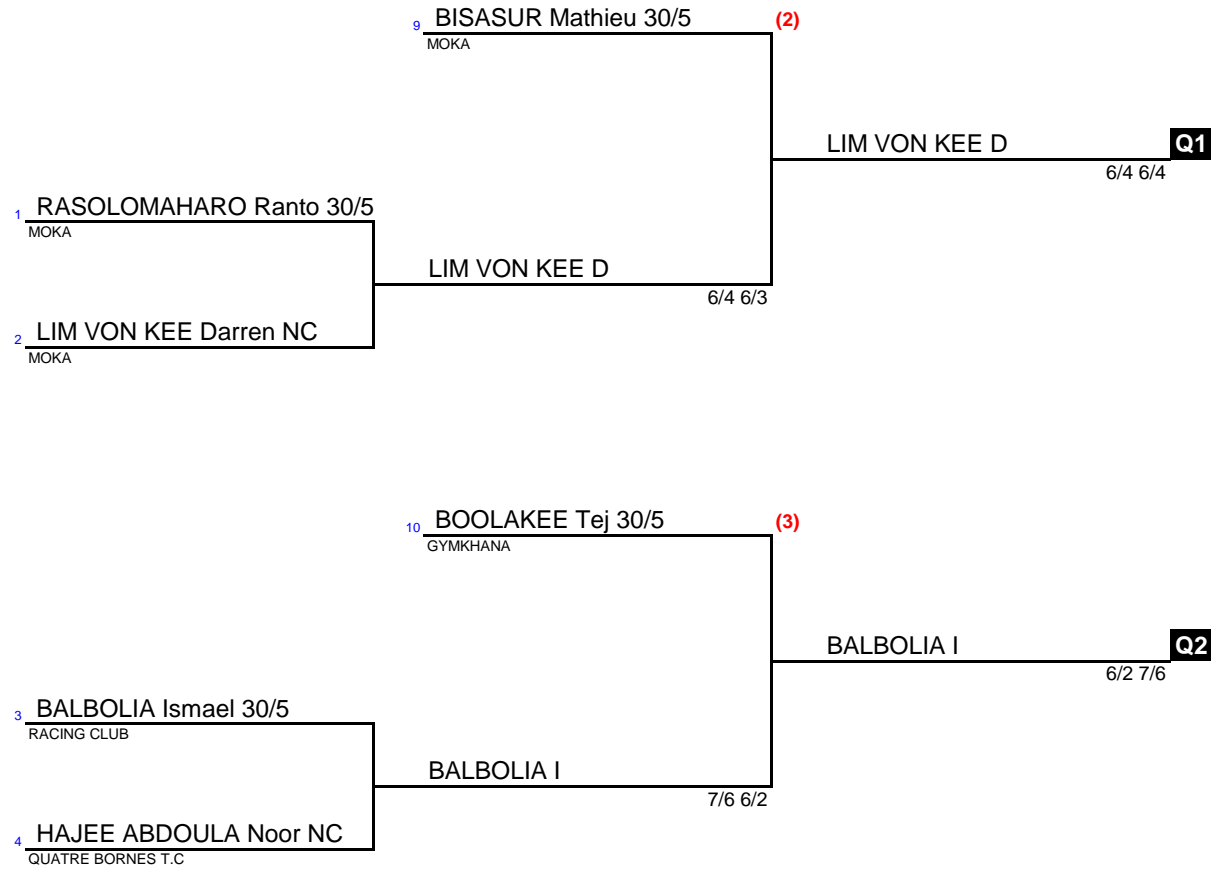 9 BISASUR Mathieu 30/5 (2)
MOKA
LIM VON KEE D Q1
6/4 6/4
1 RASOLOMAHARO Ranto 30/5
MOKA
LIM VON KEE D
6/4 6/3
2 LIM VON KEE Darren NC
MOKA
10 BOOLAKEE Tej 30/5 (3)
GYMKHANA
BALBOLIA I Q2
6/2 7/6
3 BALBOLIA Ismael 30/5
RACING CLUB
BALBOLIA I
7/6 6/2
4 HAJEE ABDOULA Noor NC
QUATRE BORNES T.C